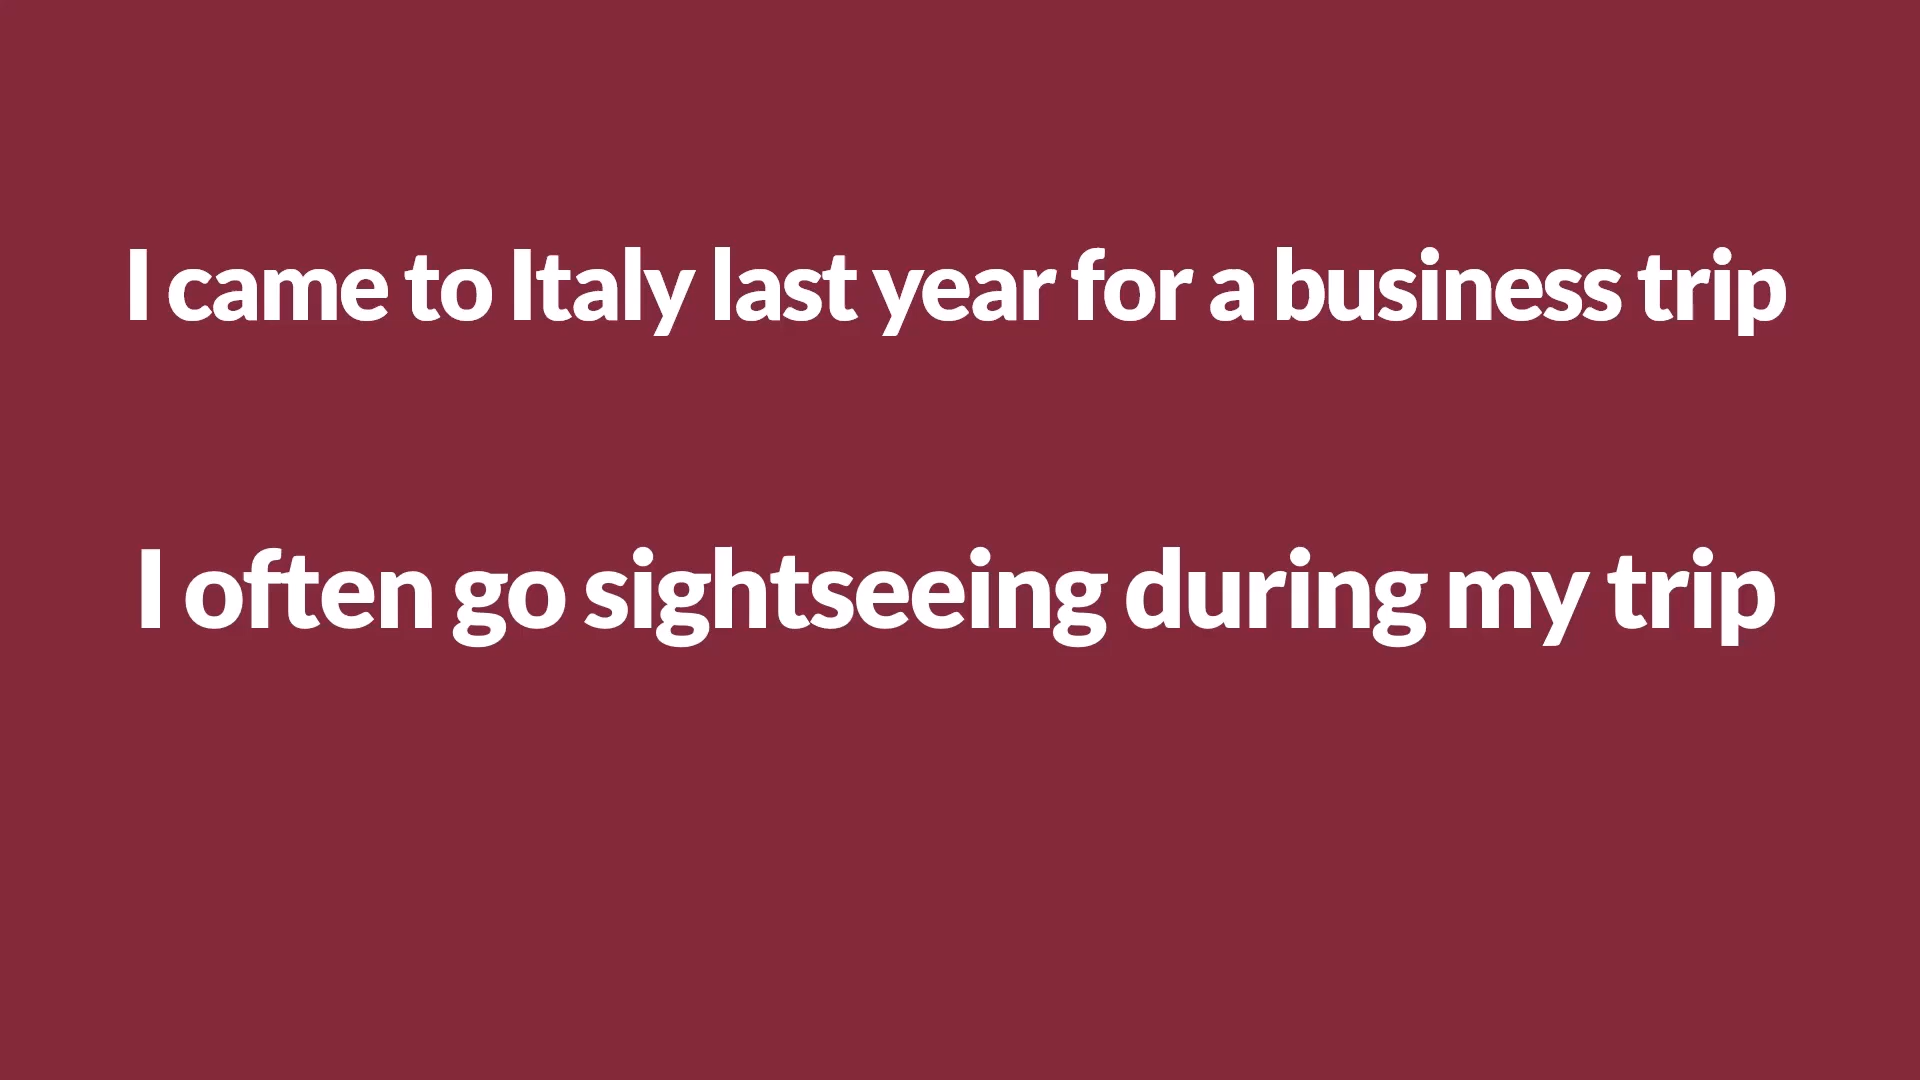 I came to Italy last year for a business trip
I often go sightseeing during my trip